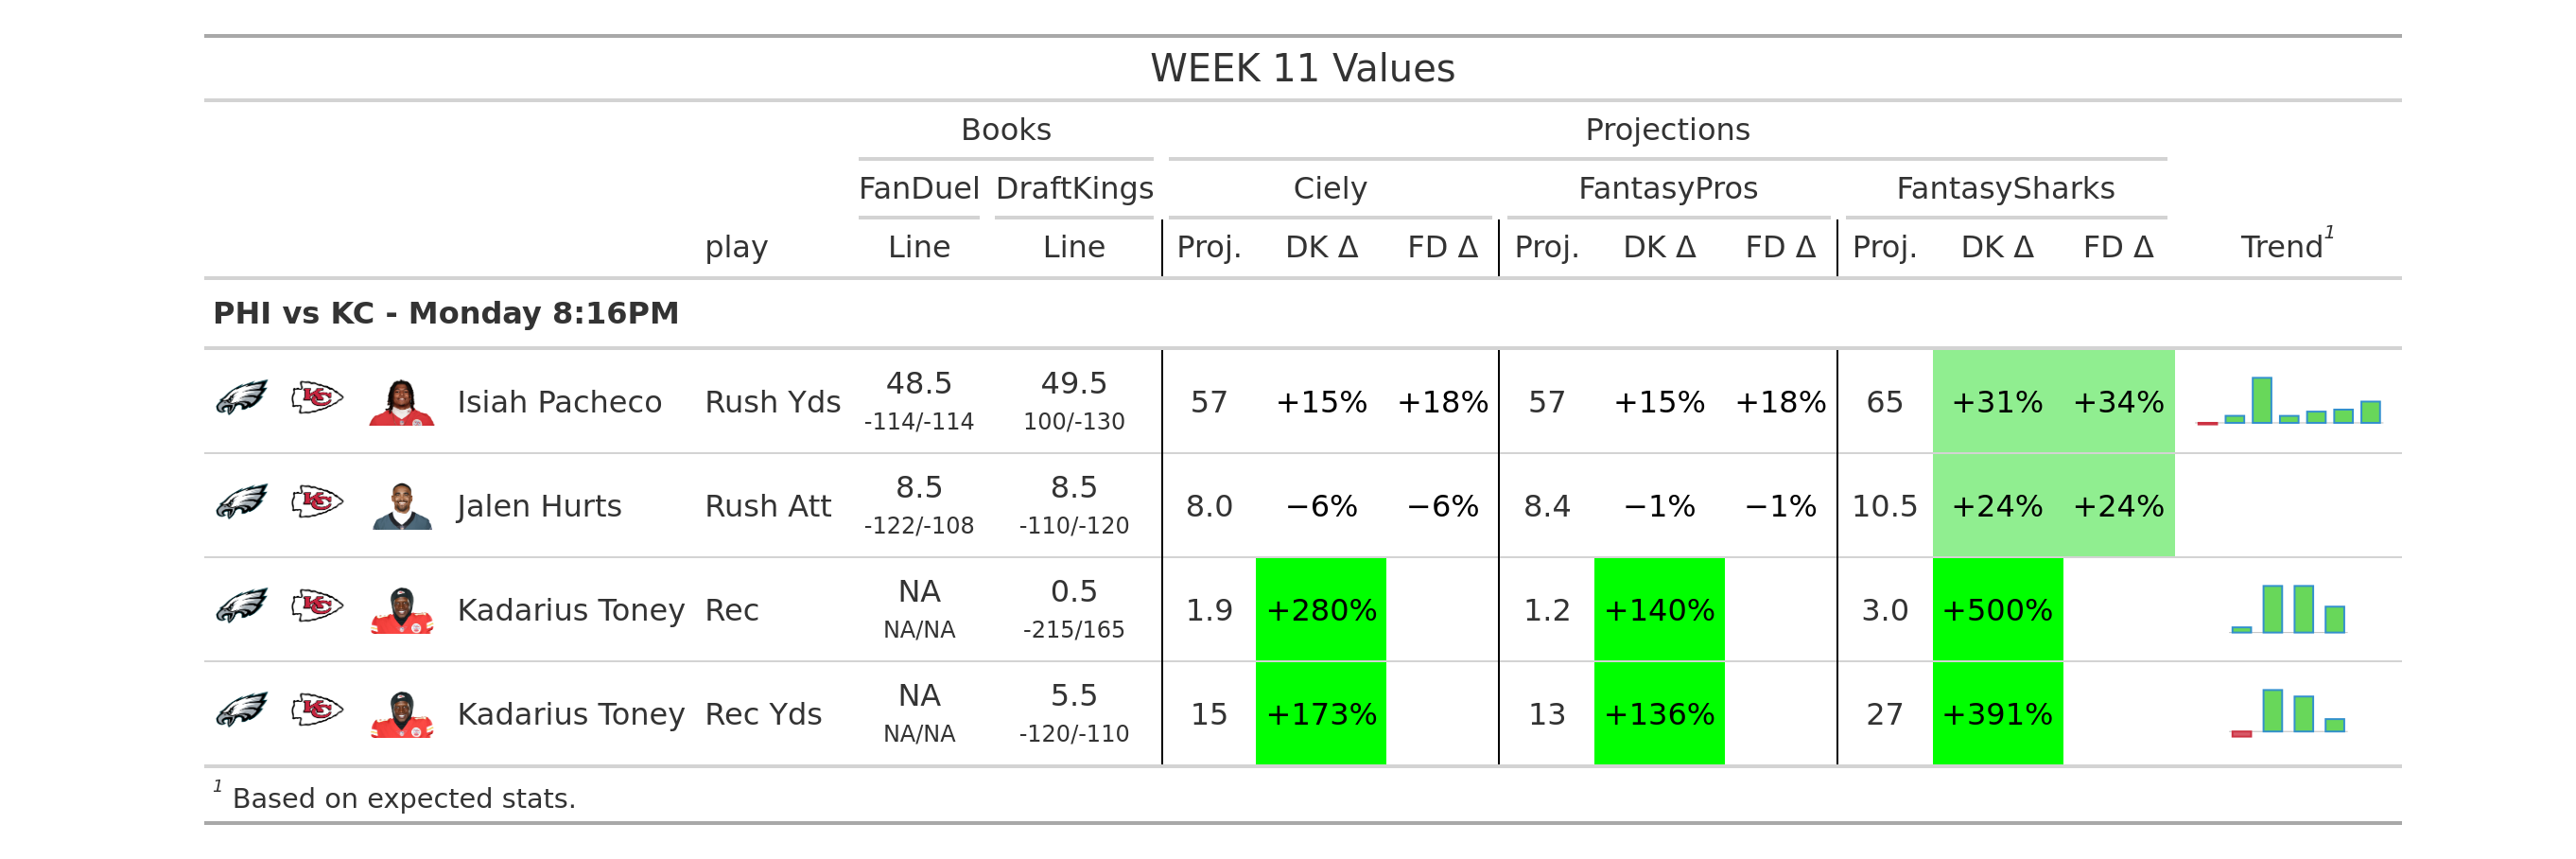 WEEK 11 Values
Books Projections
FanDuel DraftKings Ciely FantasyPros FantasySharks
play Line Line Proj. DK Δ FD Δ Proj. DK Δ FD Δ Proj. DK Δ FD Δ Trend1
PHI vs KC - Monday 8:16PM
KC Isiah Pacheco Rush Yds 48.5 49.5 57 +15% +18% 57 +15% +18% 65 +31% +34%
-114/-114 100/-130
KC Jalen Hurts Rush Att 8.5 8.5 8.0 −6% −6% 8.4 −1% −1% 10.5 +24% +24%
-122/-108 -110/-120
KC Kadarius Toney Rec NA 0.5 1.9 +280% 1.2 +140% 3.0 +500%
NA/NA -215/165
KC Kadarius Toney Rec Yds NA 5.5 15 +173% 13 +136% 27 +391%
NA/NA -120/-110
1 Based on expected stats.